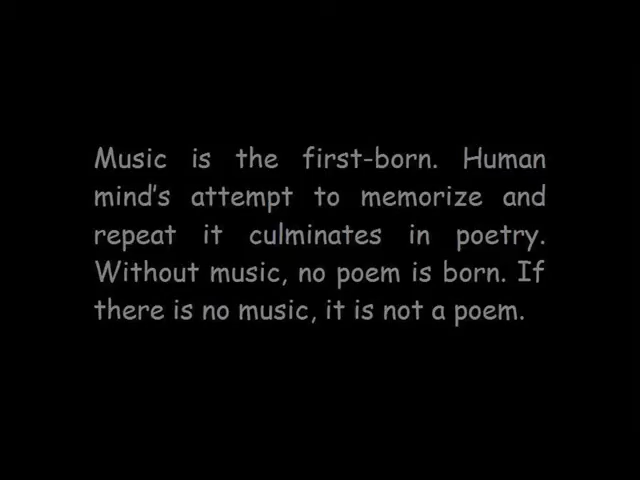 Music is the first-born. Human
mind's attempt to memorize and
repeat it culminates in poetry.
Without music, no poem is born. If
there is no music, it is not a poem.